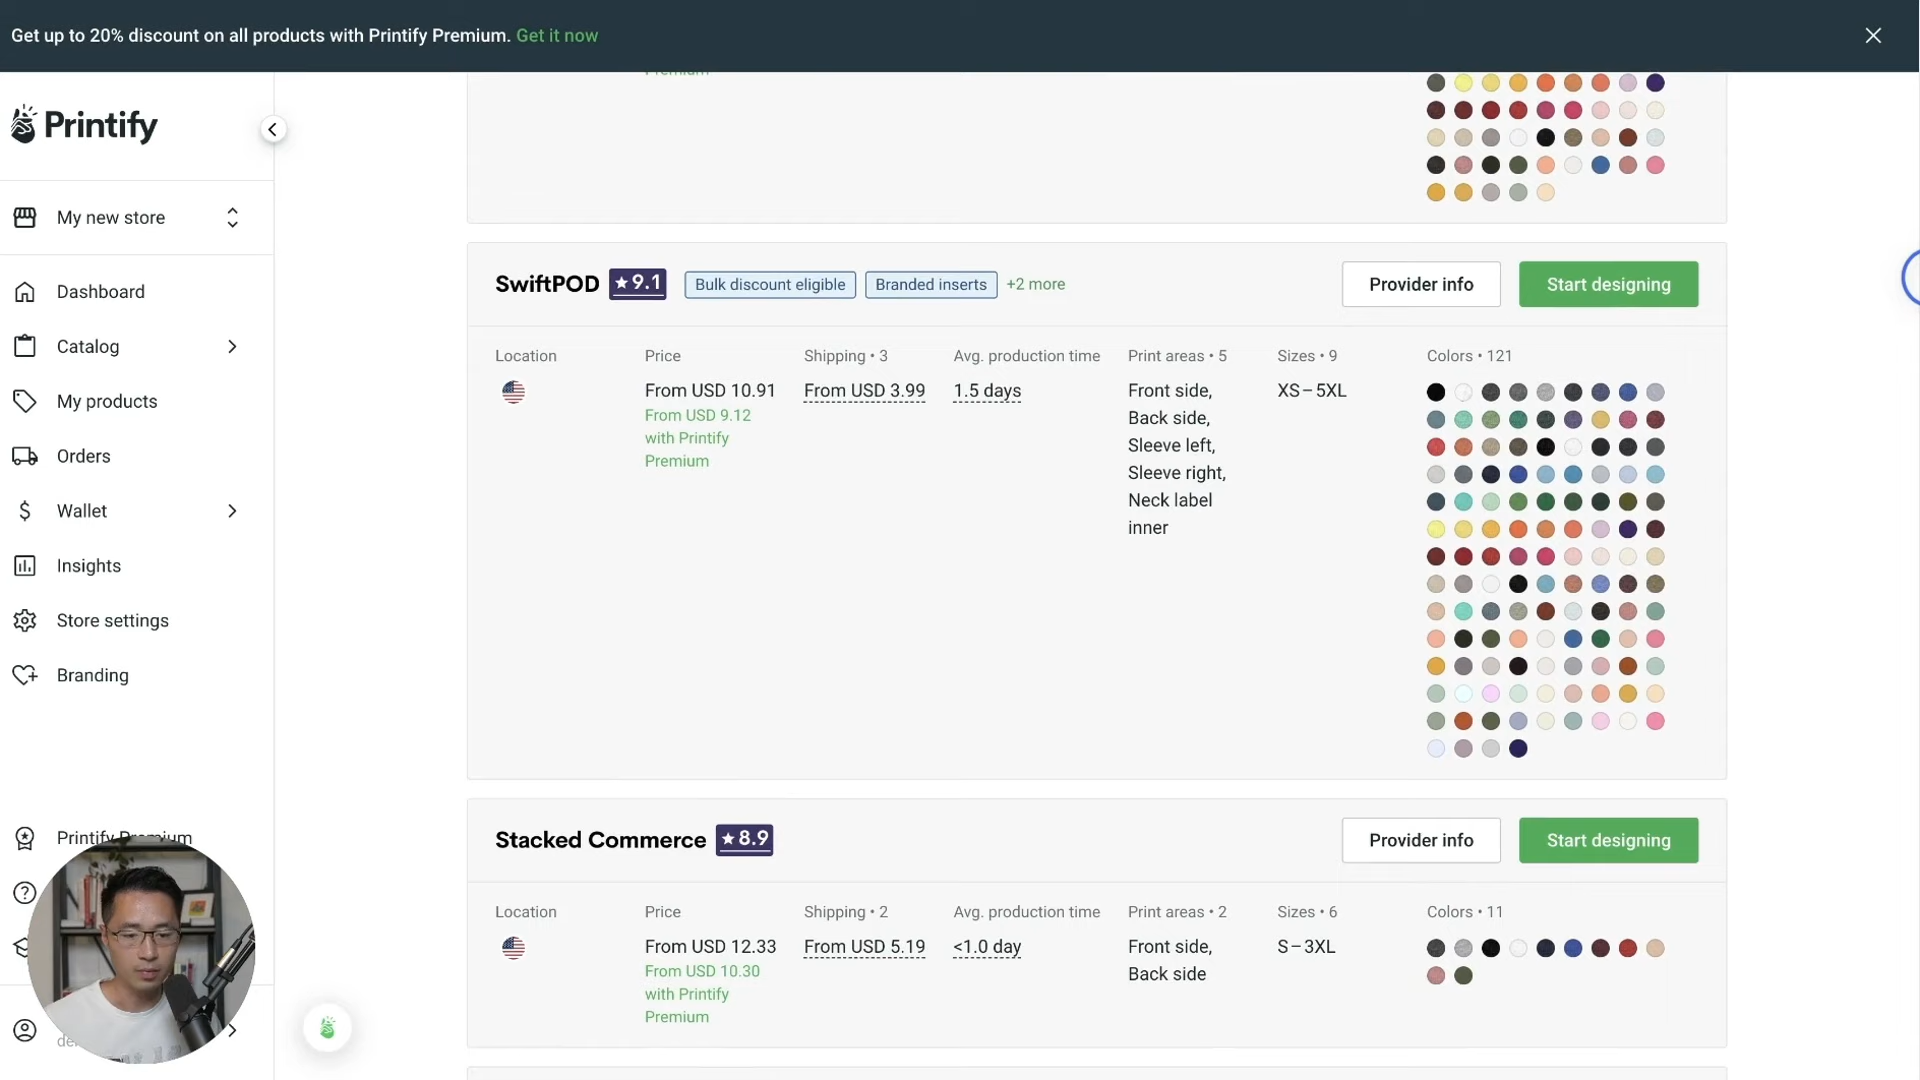 Get up to 20% discount on all products with Printify Premium. Get it now
Printify
My new store
Dashboard
Catalog
My products
Orders
Wallet
Insights
Store settings
Branding
Printify Premium
Premium
SwiftPOD ★ 9.1 Bulk discount eligible Branded inserts +2 more Provider info Start designing
Location Price Shipping • 3 Avg. production time Print areas • 5 Sizes • 9 Colors • 121
From USD 10.91 From USD 3.99 1.5 days Front side, XS – 5XL
From USD 9.12 Back side,
with Printify Sleeve left,
Premium Sleeve right,
Neck label
inner
Stacked Commerce ★ 8.9 Provider info Start designing
Location Price Shipping • 2 Avg. production time Print areas • 2 Sizes • 6 Colors • 11
From USD 12.33 From USD 5.19 <1.0 day Front side, S – 3XL
From USD 10.30 Back side
with Printify
Premium